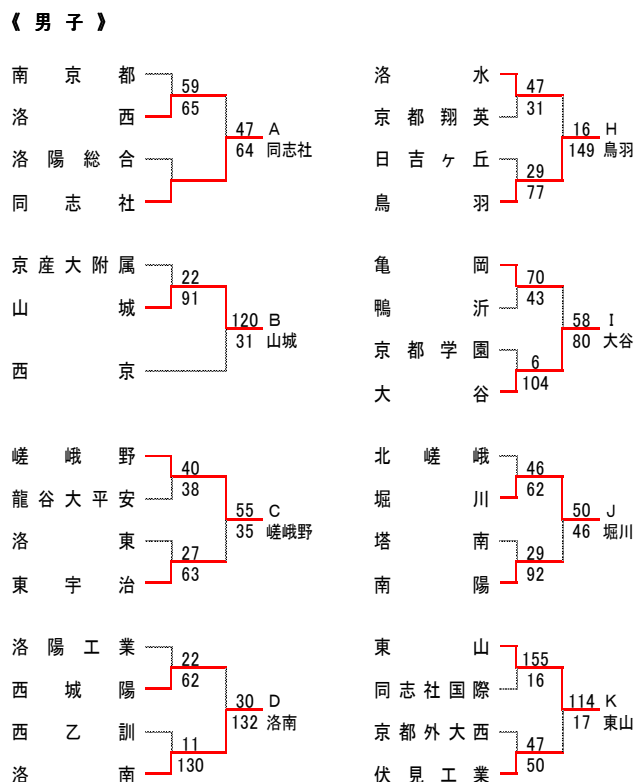 《 男 子 》
南京都
59
洛西
65
47 A
64 同志社
洛陽総合
同志社
京産大附属
22
山城
91
120 B
31 山城
西京
嵯峨野
40
龍谷大平安
38
55 C
35 嵯峨野
洛東
27
東宇治
63
洛陽工業
22
西城陽
62
30 D
132 洛南
西乙訓
11
洛南
130
洛水
47
京都翔英
31
16 H
149 鳥羽
日吉ヶ丘
29
鳥羽
77
亀岡
70
鴨沂
43
58 I
80 大谷
京都学園
6
大谷
104
北嵯峨
46
堀川
62
50 J
46 堀川
塔南
29
南陽
92
東山
155
同志社国際
16
114 K
17 東山
京都外大西
47
伏見工業
50